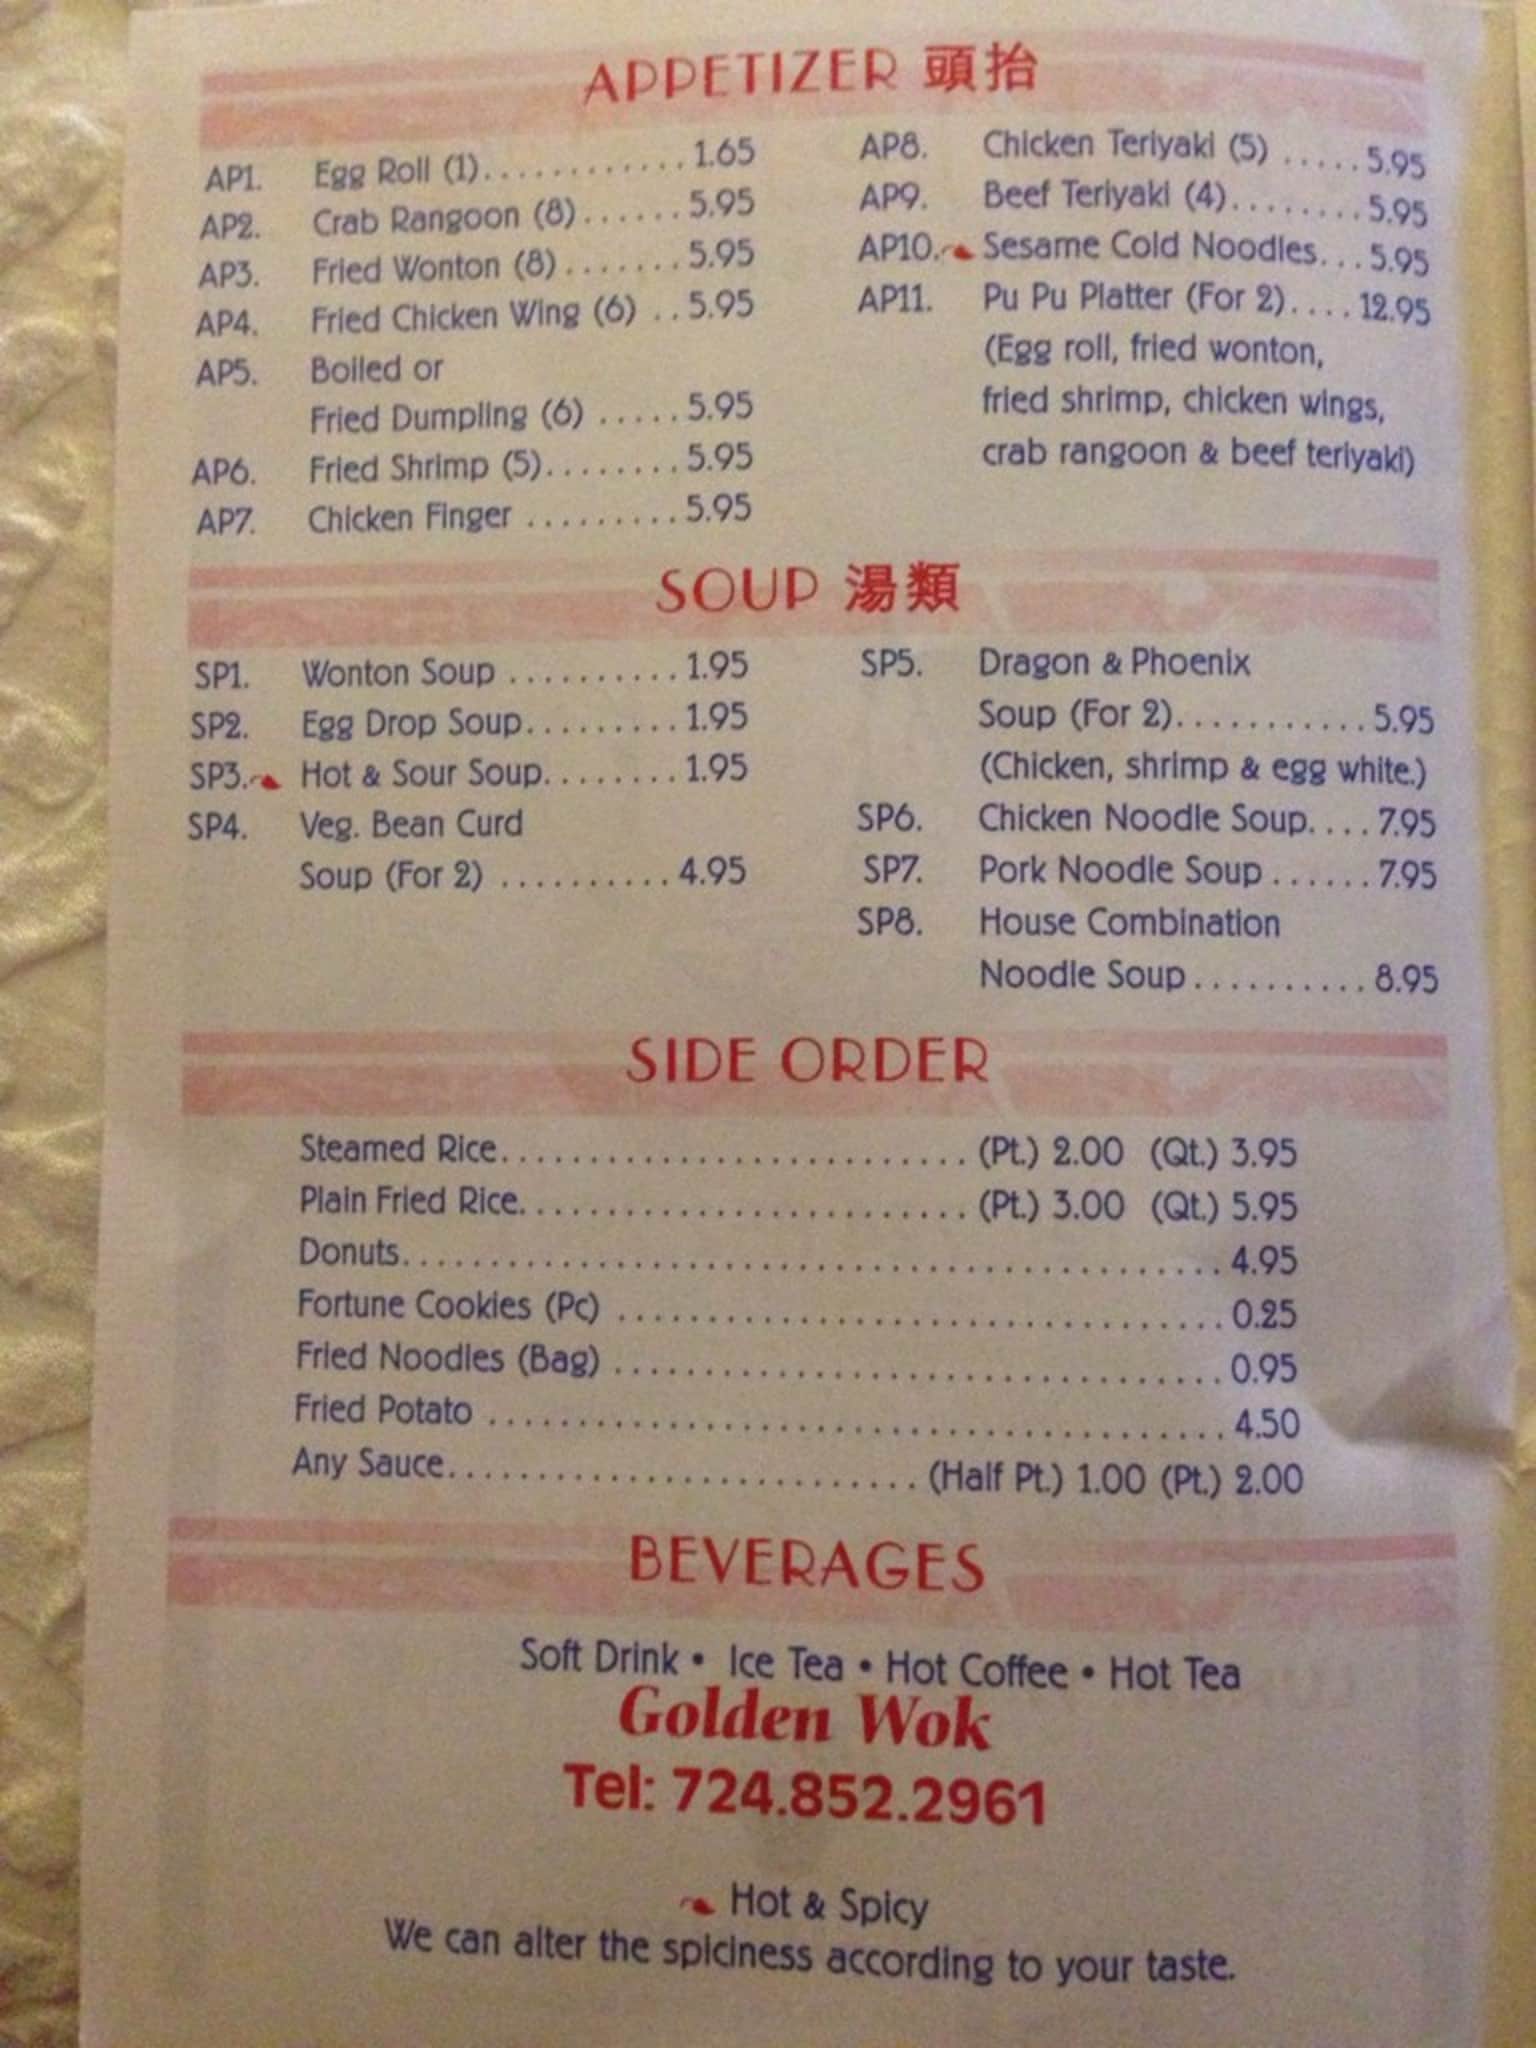 APPETIZER 頭抬
AP1. Egg Roll (1)............1.65
AP2. Crab Rangoon (8)......5.95
AP3. Fried Wonton (8).......5.95
AP4. Fried Chicken Wing (6) ..5.95
AP5. Boiled or
Fried Dumpling (6) .....5.95
AP6. Fried Shrimp (5)........5.95
AP7. Chicken Finger .........5.95
AP8. Chicken Teriyaki (5) .....5.95
AP9. Beef Teriyaki (4)........5.95
AP10. Sesame Cold Noodles...5.95
AP11. Pu Pu Platter (For 2)....12.95
(Egg roll, fried wonton,
fried shrimp, chicken wings,
crab rangoon & beef teriyaki)
SOUP 湯類
SP1. Wonton Soup ..........1.95
SP2. Egg Drop Soup.........1.95
SP3. Hot & Sour Soup........1.95
SP4. Veg. Bean Curd
Soup (For 2) ..........4.95
SP5. Dragon & Phoenix
Soup (For 2)...........5.95
(Chicken, shrimp & egg white.)
SP6. Chicken Noodle Soup....7.95
SP7. Pork Noodle Soup ......7.95
SP8. House Combination
Noodle Soup..........8.95
SIDE ORDER
Steamed Rice...........................(Pt.) 2.00 (Qt.) 3.95
Plain Fried Rice..........................(Pt.) 3.00 (Qt.) 5.95
Donuts..............................................4.95
Fortune Cookies (Pc) ..................................0.25
Fried Noodles (Bag) ..................................0.95
Fried Potato .........................................4.50
Any Sauce...........................(Half Pt.) 1.00 (Pt.) 2.00
BEVERAGES
Soft Drink • Ice Tea • Hot Coffee • Hot Tea
Golden Wok
Tel: 724.852.2961
Hot & Spicy
We can alter the spiciness according to your taste.